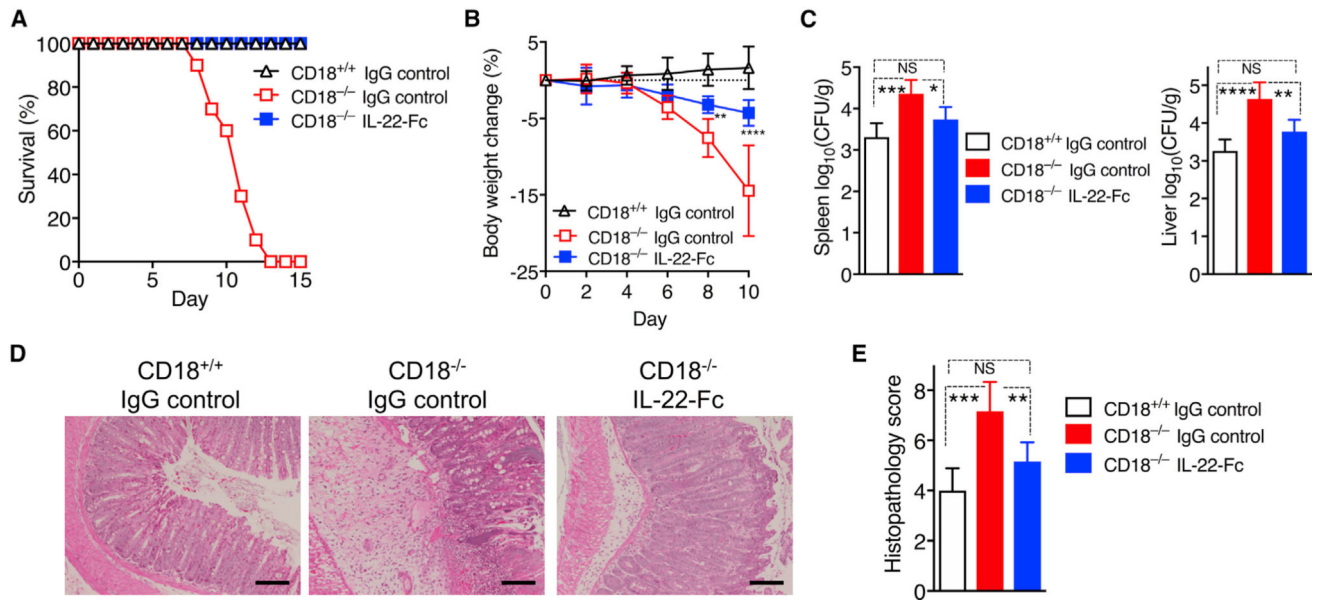 A
Survival (%)
100
80
60
40
20
0
0 5 10 15
Day
CD18+/+ IgG control
CD18−/− IgG control
CD18−/− IL-22-Fc
B
Body weight change (%)
5
-5
-15
-25
0 2 4 6 8 10
Day
**
****
CD18+/+ IgG control
CD18−/− IgG control
CD18−/− IL-22-Fc
C
Spleen log10(CFU/g)
5
4
3
2
1
0
NS
*** *
CD18+/+ IgG control
CD18−/− IgG control
CD18−/− IL-22-Fc
Liver log10(CFU/g)
5
4
3
2
1
0
NS
**** **
D
CD18+/+
IgG control
CD18-/-
IgG control
CD18-/-
IL-22-Fc
E
Histopathology score
8
6
4
2
0
NS
*** **
CD18+/+ IgG control
CD18−/− IgG control
CD18−/− IL-22-Fc